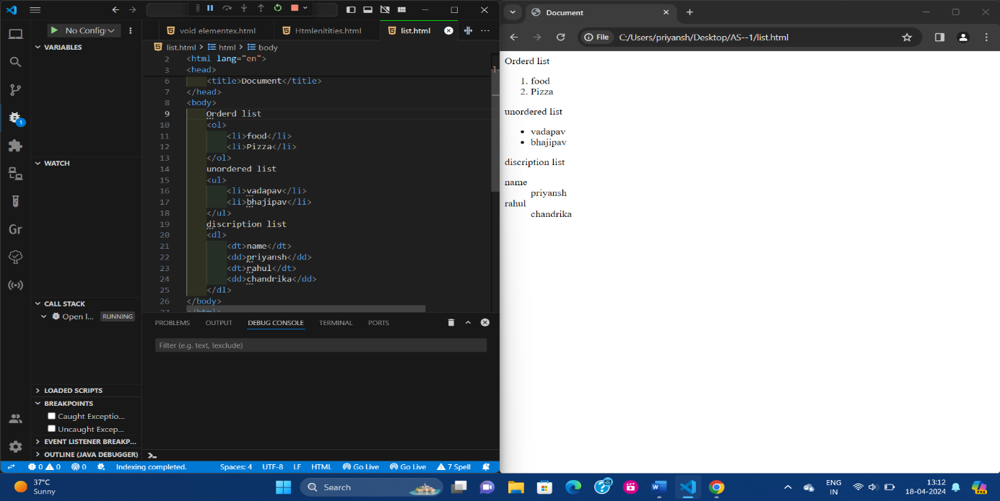 No Config
void elementex.html
Htmlenitities.html
list.html
list.html > html > body
VARIABLES
2 <html lang="en">
3 <head>
6 <title>Document</title>
7 </head>
8 <body>
9 Orderd list
10 <ol>
11 <li>food</li>
12 <li>Pizza</li>
13 </ol>
14 unordered list
15 <ul>
16 <li>vadapav</li>
17 <li>bhajipav</li>
18 </ul>
19 discription list
20 <dl>
21 <dt>name</dt>
22 <dd>priyansh</dd>
23 <dt>rahul</dt>
24 <dd>chandrika</dd>
25 </dl>
26 </body>
27 </html>
WATCH
Gr
CALL STACK
Open l... RUNNING
LOADED SCRIPTS
BREAKPOINTS
Caught Exceptio...
Uncaught Excep...
EVENT LISTENER BREAKP...
OUTLINE (JAVA DEBUGGER)
1
PROBLEMS OUTPUT DEBUG CONSOLE TERMINAL PORTS
Filter (e.g. text, !exclude)
0 0 0 Indexing completed. Spaces: 4 UTF-8 LF HTML Go Live Go Live 7 Spell
Document
File C:/Users/priyansh/Desktop/AS--1/list.html
Orderd list
1. food
2. Pizza
unordered list
• vadapav
• bhajipav
discription list
name
priyansh
rahul
chandrika
37°C
Sunny
Search
ENG
IN
13:12
18-04-2024
PRE